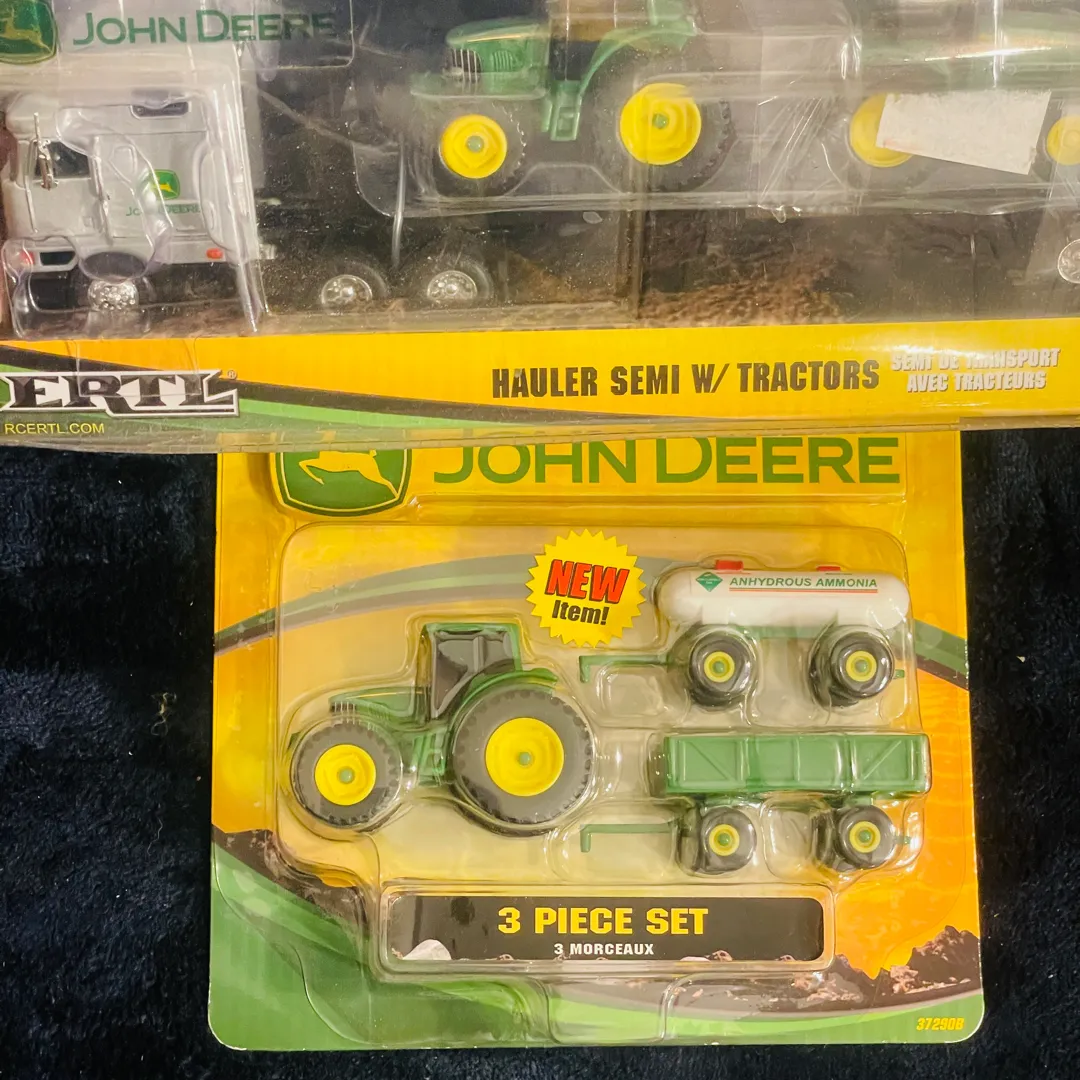 JOHN DEERE
JOHN DEERE
ERTL®
RCERTL.COM
HAULER SEMI W/ TRACTORS
SEMI DE TRANSPORT
AVEC TRACTEURS
JOHN DEERE
NEW
Item!
ANHYDROUS AMMONIA
3 PIECE SET
3 MORCEAUX
37290B